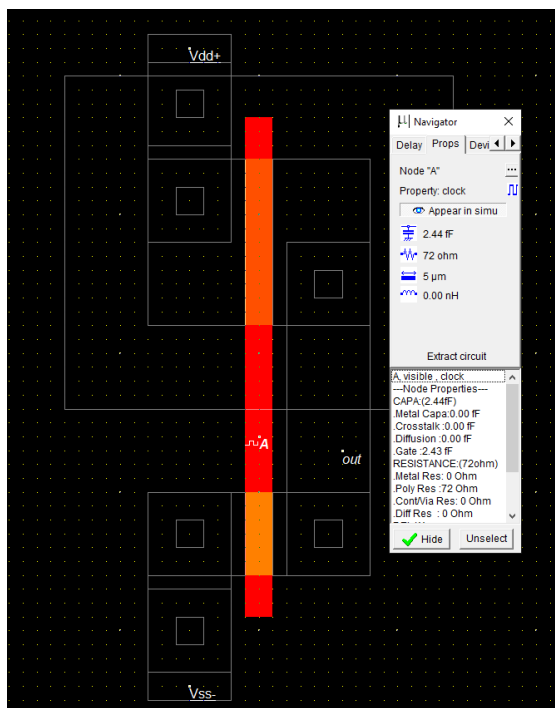 Vdd+
Navigator
Delay Props Devi
Node "A" ...
Property: clock
Appear in simu
2.44 fF
72 ohm
5 µm
0.00 nH
Extract circuit
A, visible , clock
----Node Properties---
CAPA:(2.44fF)
.Metal Capa:0.00 fF
.Crosstalk :0.00 fF
.Diffusion :0.00 fF
.Gate :2.43 fF
RESISTANCE:(72ohm)
.Metal Res: 0 Ohm
.Poly Res :72 Ohm
.Cont/Via Res: 0 Ohm
.Diff Res : 0 Ohm
Hide Unselect
A
out
Vss-